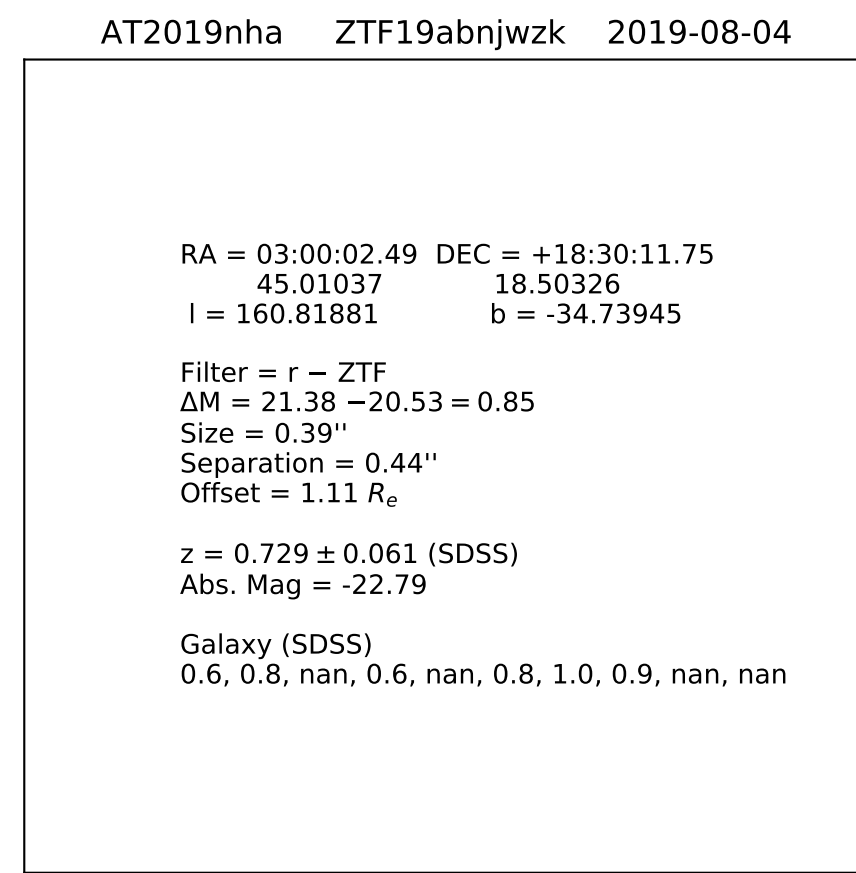 AT2019nha ZTF19abnjwzk 2019-08-04
RA = 03:00:02.49 DEC = +18:30:11.75
45.01037 18.50326
l = 160.81881 b = -34.73945
Filter = r − ZTF
ΔM = 21.38 −20.53 = 0.85
Size = 0.39''
Separation = 0.44''
Offset = 1.11 Re
z = 0.729 ± 0.061 (SDSS)
Abs. Mag = -22.79
Galaxy (SDSS)
0.6, 0.8, nan, 0.6, nan, 0.8, 1.0, 0.9, nan, nan